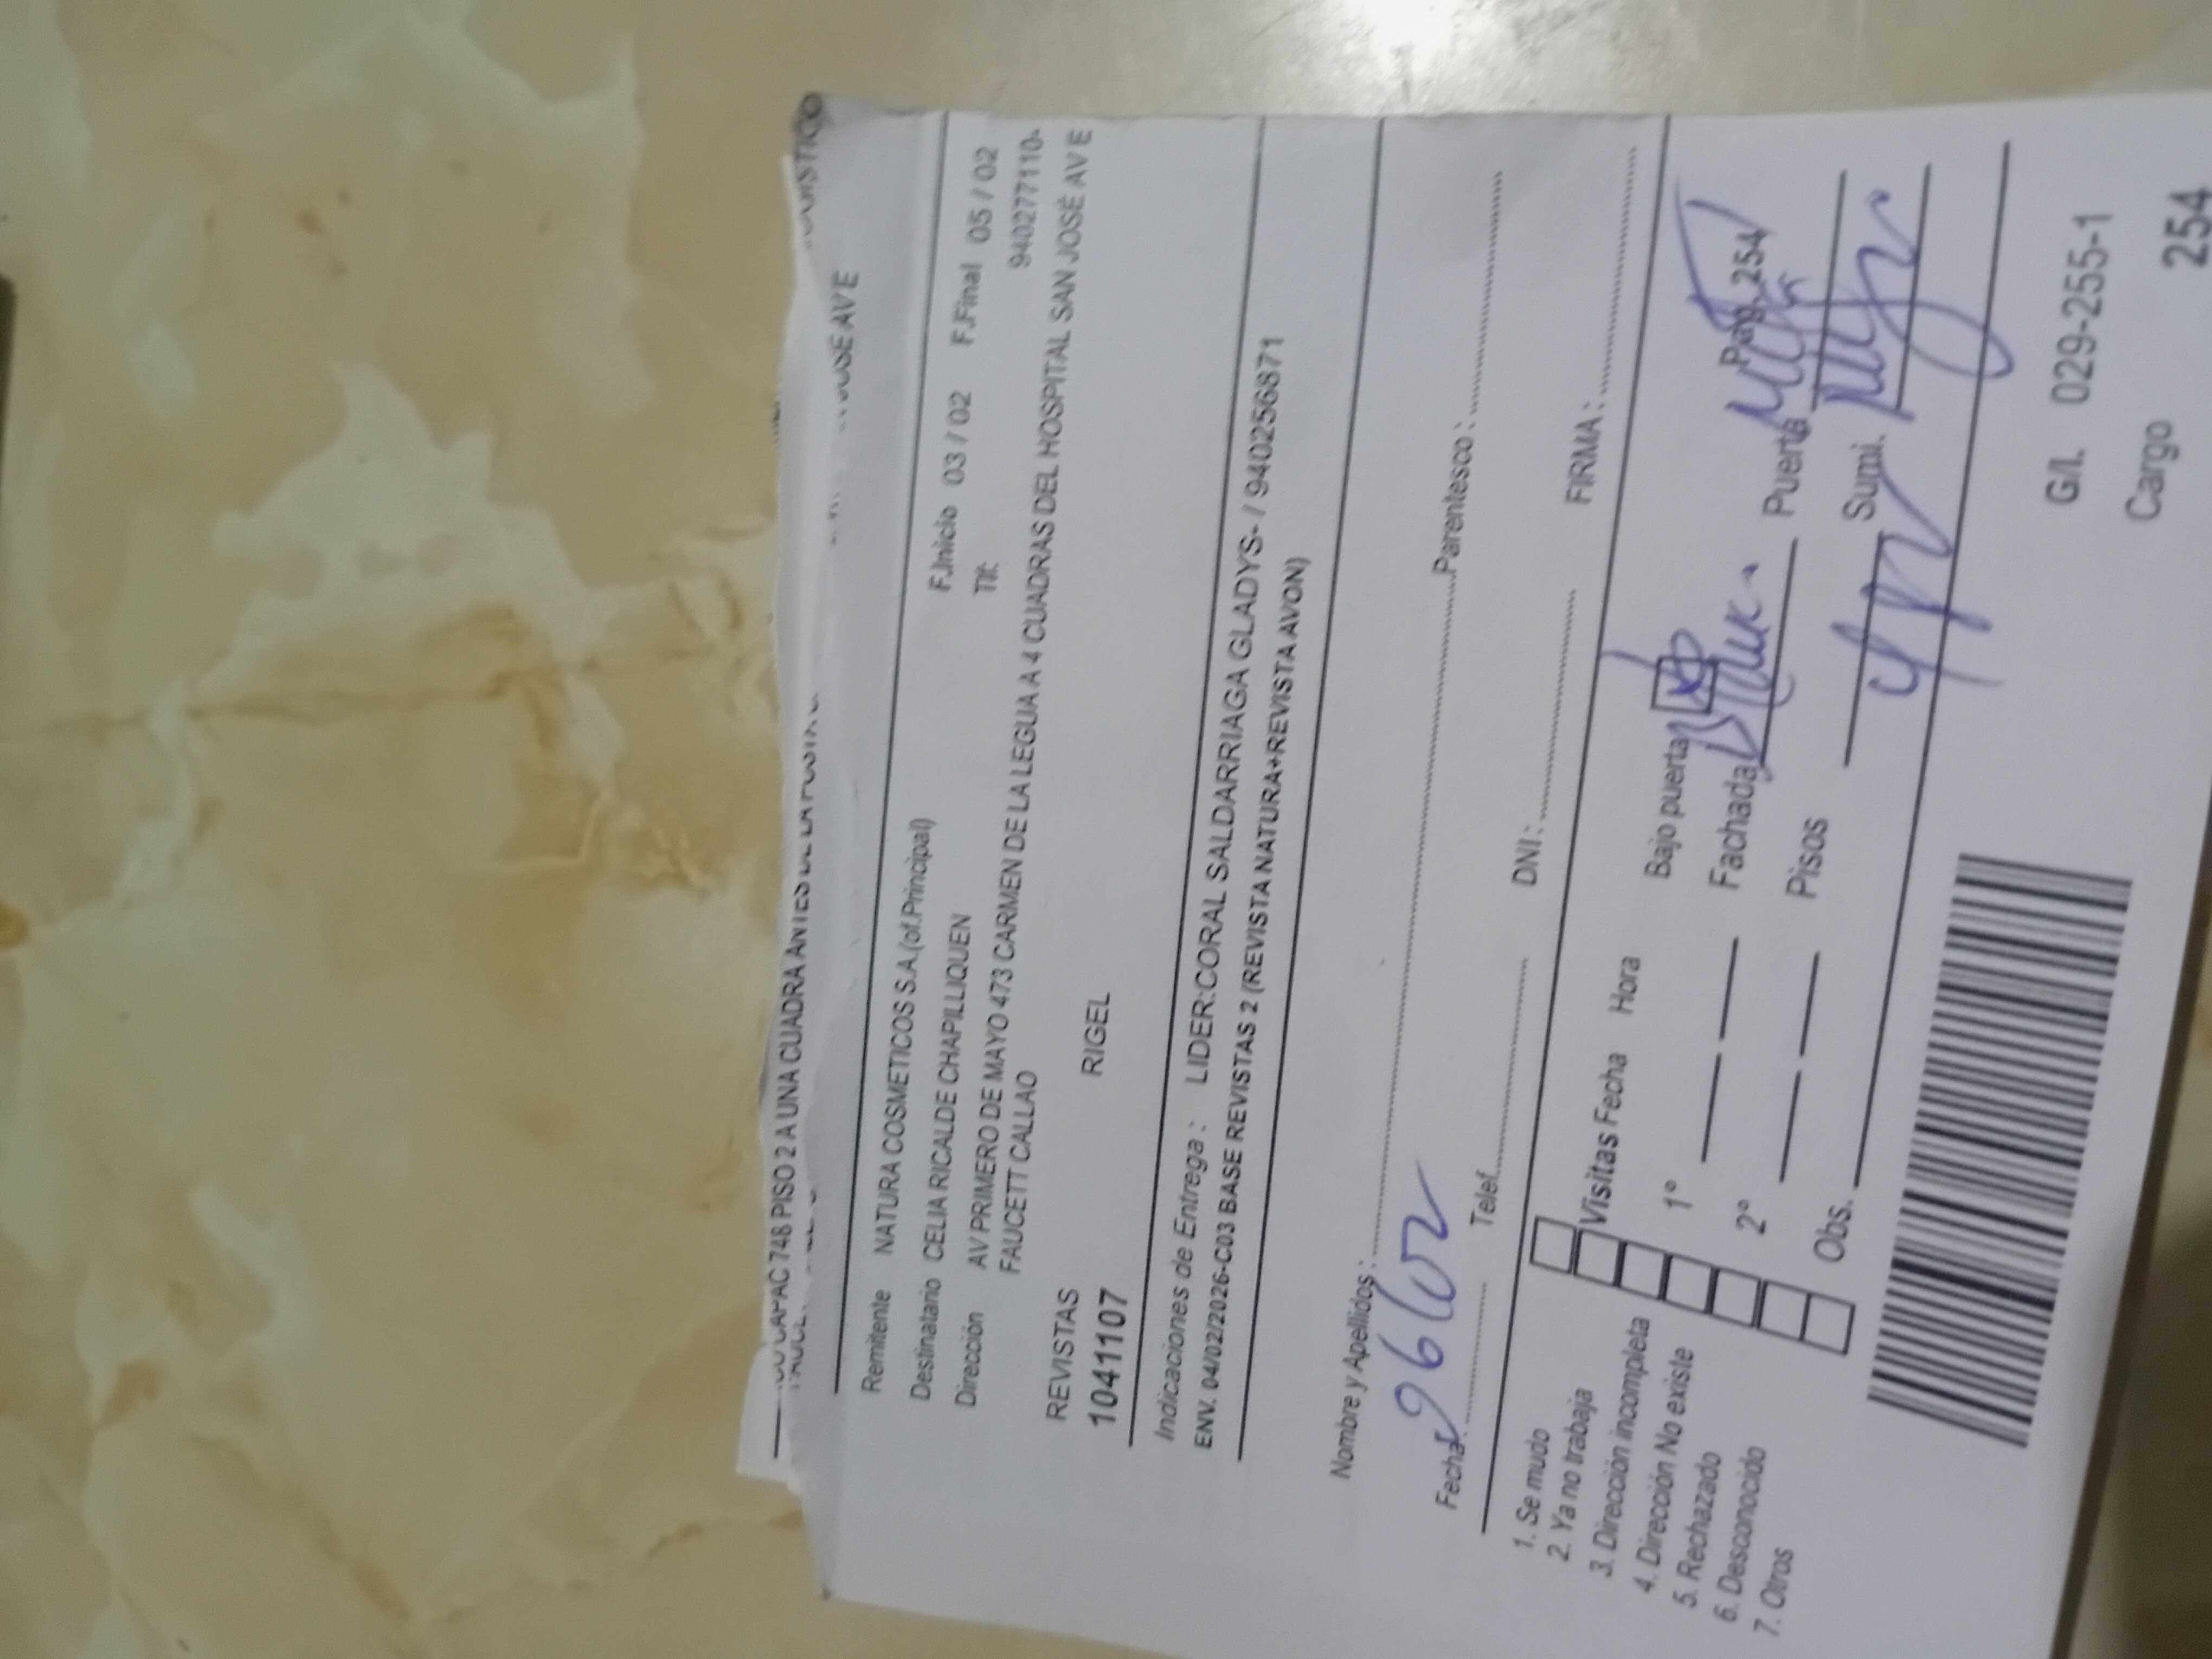 CAPAC 748 PISO 2 A UNA CUADRA ANTES DE LA
JOSE AV E
Remitente NATURA COSMETICOS S.A.(of.Principal)
Destinatario CELIA RICALDE CHAPILLIQUEN F.Inicio 03 / 02 F.Final 05 / 02
Dirección AV PRIMERO DE MAYO 473 CARMEN DE LA LEGUA A 4 CUADRAS DEL HOSPITAL SAN JOSÉ AV E
Tlf. 940277110-
FAUCETT CALLAO
REVISTAS RIGEL
1041107
Indicaciones de Entrega : LIDER:CORAL SALDARRIAGA GLADYS- / 940256871
ENV. 04/02/2026-C03 BASE REVISTAS 2 (REVISTA NATURA+REVISTA AVON)
Nombre y Apellidos : Parentesco :
Fecha Telef. DNI : FIRMA :
1. Se mudo
2. Ya no trabaja
3. Dirección incompleta
4. Dirección No existe
5. Rechazado
6. Desconocido
7. Otros
Visitas Fecha Hora Bajo puerta Pag. 254
1° Fachada Puerta
2° Pisos Sumi.
Obs.
G/L 029-255-1
Cargo 254